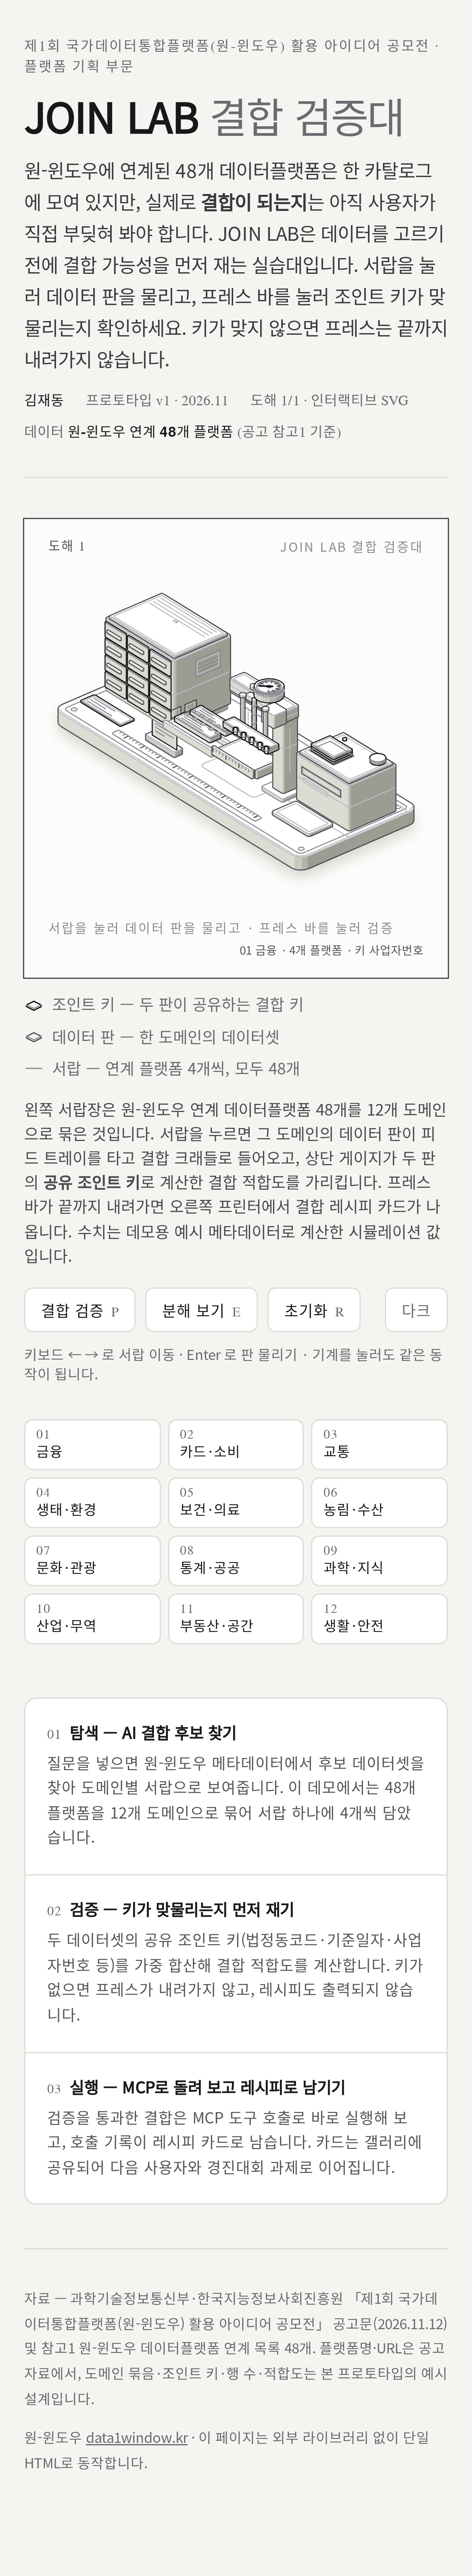 제1회 국가데이터통합플랫폼(원-윈도우) 활용 아이디어 공모전 ·
플랫폼 기획 부문
JOIN LAB 결합 검증대
원-윈도우에 연계된 48개 데이터플랫폼은 한 카탈로그
에 모여 있지만, 실제로 결합이 되는지는 아직 사용자가
직접 부딪혀 봐야 합니다. JOIN LAB은 데이터를 고르기
전에 결합 가능성을 먼저 재는 실습대입니다. 서랍을 눌
러 데이터 판을 물리고, 프레스 바를 눌러 조인트 키가 맞
물리는지 확인하세요. 키가 맞지 않으면 프레스는 끝까지
내려가지 않습니다.
김재동 프로토타입 v1 · 2026.11 도해 1/1 · 인터랙티브 SVG
데이터 원-윈도우 연계 48개 플랫폼 (공고 참고1 기준)
도해 1 JOIN LAB 결합 검증대
서랍을 눌러 데이터 판을 물리고 · 프레스 바를 눌러 검증
01 금융 · 4개 플랫폼 · 키 사업자번호
조인트 키 — 두 판이 공유하는 결합 키
데이터 판 — 한 도메인의 데이터셋
서랍 — 연계 플랫폼 4개씩, 모두 48개
왼쪽 서랍장은 원-윈도우 연계 데이터플랫폼 48개를 12개 도메인
으로 묶은 것입니다. 서랍을 누르면 그 도메인의 데이터 판이 피
드 트레이를 타고 결합 크래들로 들어오고, 상단 게이지가 두 판
의 공유 조인트 키로 계산한 결합 적합도를 가리킵니다. 프레스
바가 끝까지 내려가면 오른쪽 프린터에서 결합 레시피 카드가 나
옵니다. 수치는 데모용 예시 메타데이터로 계산한 시뮬레이션 값
입니다.
결합 검증 P 분해 보기 E 초기화 R 다크
키보드 ← → 로 서랍 이동 · Enter 로 판 물리기 · 기계를 눌러도 같은 동
작이 됩니다.
01 02 03
금융 카드·소비 교통
04 05 06
생태·환경 보건·의료 농림·수산
07 08 09
문화·관광 통계·공공 과학·지식
10 11 12
산업·무역 부동산·공간 생활·안전
01 탐색 — AI 결합 후보 찾기
질문을 넣으면 원-윈도우 메타데이터에서 후보 데이터셋을
찾아 도메인별 서랍으로 보여줍니다. 이 데모에서는 48개
플랫폼을 12개 도메인으로 묶어 서랍 하나에 4개씩 담았
습니다.
02 검증 — 키가 맞물리는지 먼저 재기
두 데이터셋의 공유 조인트 키(법정동코드·기준일자·사업
자번호 등)를 가중 합산해 결합 적합도를 계산합니다. 키가
없으면 프레스가 내려가지 않고, 레시피도 출력되지 않습
니다.
03 실행 — MCP로 돌려 보고 레시피로 남기기
검증을 통과한 결합은 MCP 도구 호출로 바로 실행해 보
고, 호출 기록이 레시피 카드로 남습니다. 카드는 갤러리에
공유되어 다음 사용자와 경진대회 과제로 이어집니다.
자료 — 과학기술정보통신부·한국지능정보사회진흥원 「제1회 국가데
이터통합플랫폼(원-윈도우) 활용 아이디어 공모전」 공고문(2026.11.12)
및 참고1 원-윈도우 데이터플랫폼 연계 목록 48개. 플랫폼명·URL은 공고
자료에서, 도메인 묶음·조인트 키·행 수·적합도는 본 프로토타입의 예시
설계입니다.
원-윈도우 data1window.kr · 이 페이지는 외부 라이브러리 없이 단일
HTML로 동작합니다.